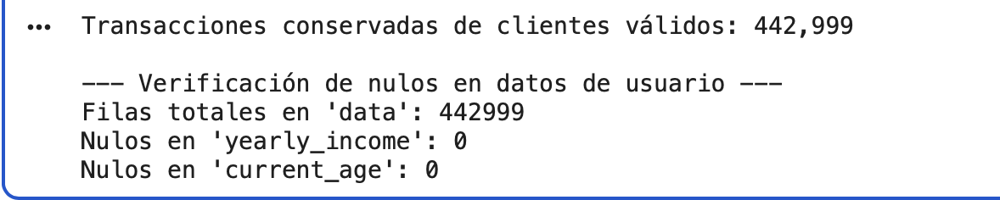 ••• Transacciones conservadas de clientes válidos: 442,999
--- Verificación de nulos en datos de usuario ---
Filas totales en 'data': 442999
Nulos en 'yearly_income': 0
Nulos en 'current_age': 0